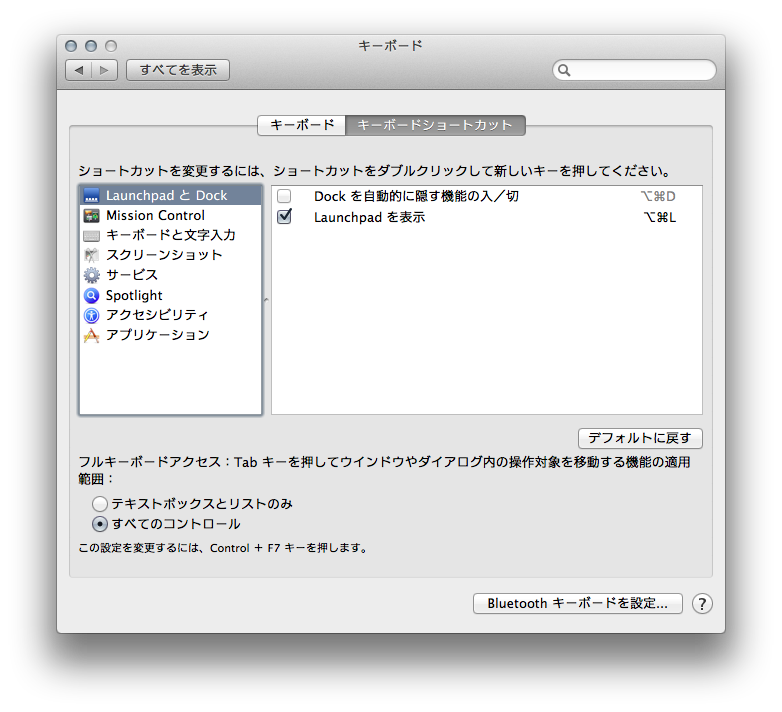 キーボード
すべてを表示
キーボード
キーボードショートカット
ショートカットを変更するには、ショートカットをダブルクリックして新しいキーを押してください。
Launchpad と Dock
Mission Control
キーボードと文字入力
スクリーンショット
サービス
Spotlight
アクセシビリティ
アプリケーション
Dock を自動的に隠す機能の入／切 ⌥⌘D
Launchpad を表示 ⌥⌘L
デフォルトに戻す
フルキーボードアクセス：Tab キーを押してウインドウやダイアログ内の操作対象を移動する機能の適用
範囲：
テキストボックスとリストのみ
すべてのコントロール
この設定を変更するには、Control ＋ F7 キーを押します。
Bluetooth キーボードを設定...
?